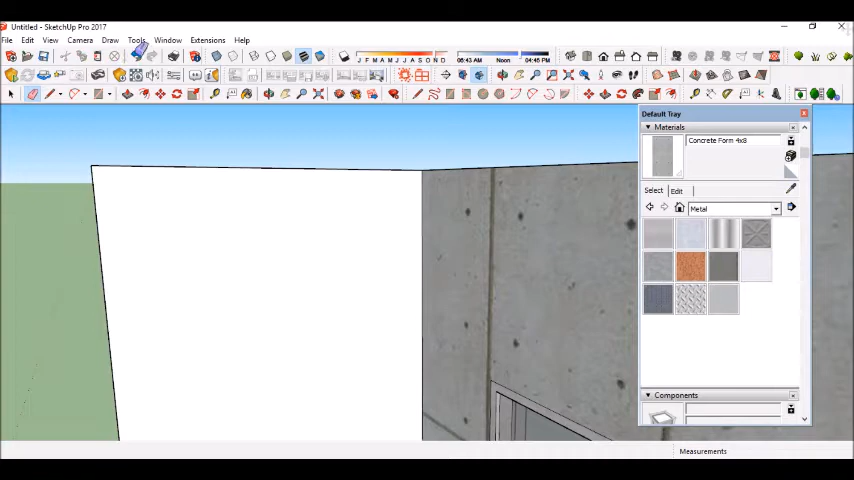 Untitled - SketchUp Pro 2017
File Edit View Camera Draw Tools Window Extensions Help
J F M A M J J A S O N D 06:43 AM Noon 04:45 PM
Default Tray
Materials
Concrete Form 4x8
Select Edit
Metal
Components
Measurements